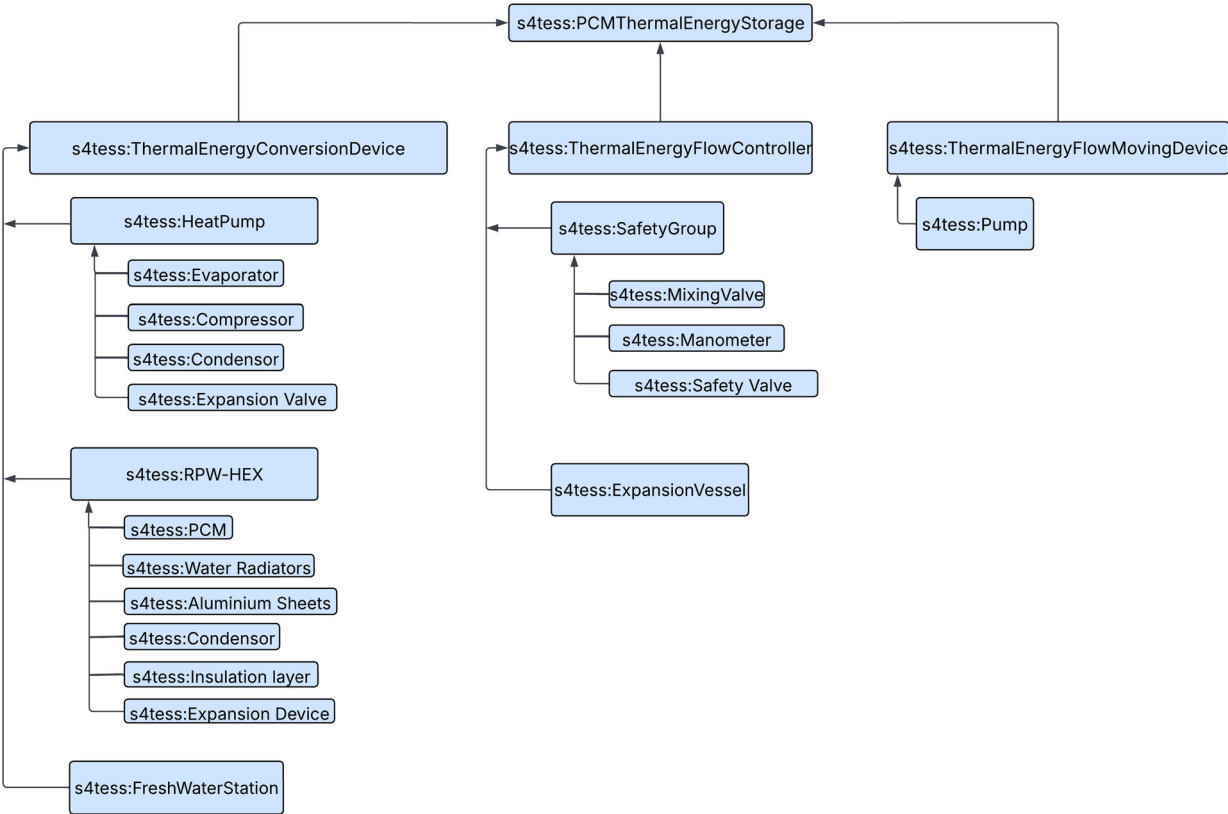 s4tess:PCMThermalEnergyStorage
s4tess:ThermalEnergyConversionDevice
s4tess:HeatPump
s4tess:Evaporator
s4tess:Compressor
s4tess:Condensor
s4tess:Expansion Valve
s4tess:RPW-HEX
s4tess:PCM
s4tess:Water Radiators
s4tess:Aluminium Sheets
s4tess:Condensor
s4tess:Insulation layer
s4tess:Expansion Device
s4tess:FreshWaterStation
s4tess:ThermalEnergyFlowController
s4tess:SafetyGroup
s4tess:MixingValve
s4tess:Manometer
s4tess:Safety Valve
s4tess:ExpansionVessel
s4tess:ThermalEnergyFlowMovingDevice
s4tess:Pump